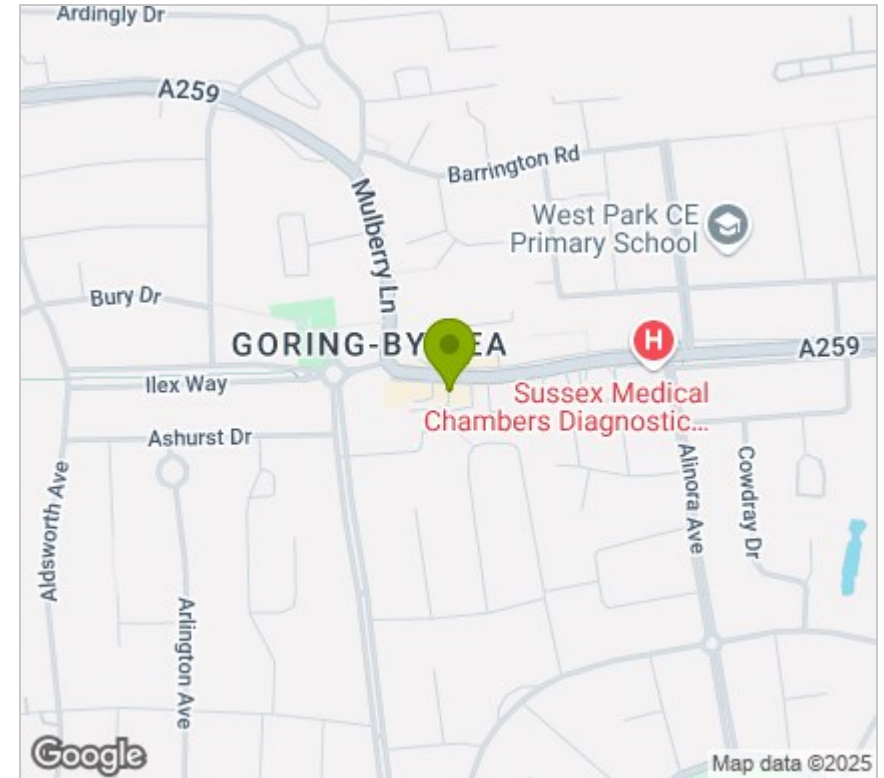 Ardingly Dr
A259
Barrington Rd
West Park CE
Primary School
Mulberry Ln
Bury Dr
GORING-BY EA
A259
Ilex Way
Sussex Medical
Chambers Diagnostic...
Ashurst Dr
Aldsworth Ave
Alinora Ave
Cowdray Dr
Arlington Ave
H
Google
Map data ©2025